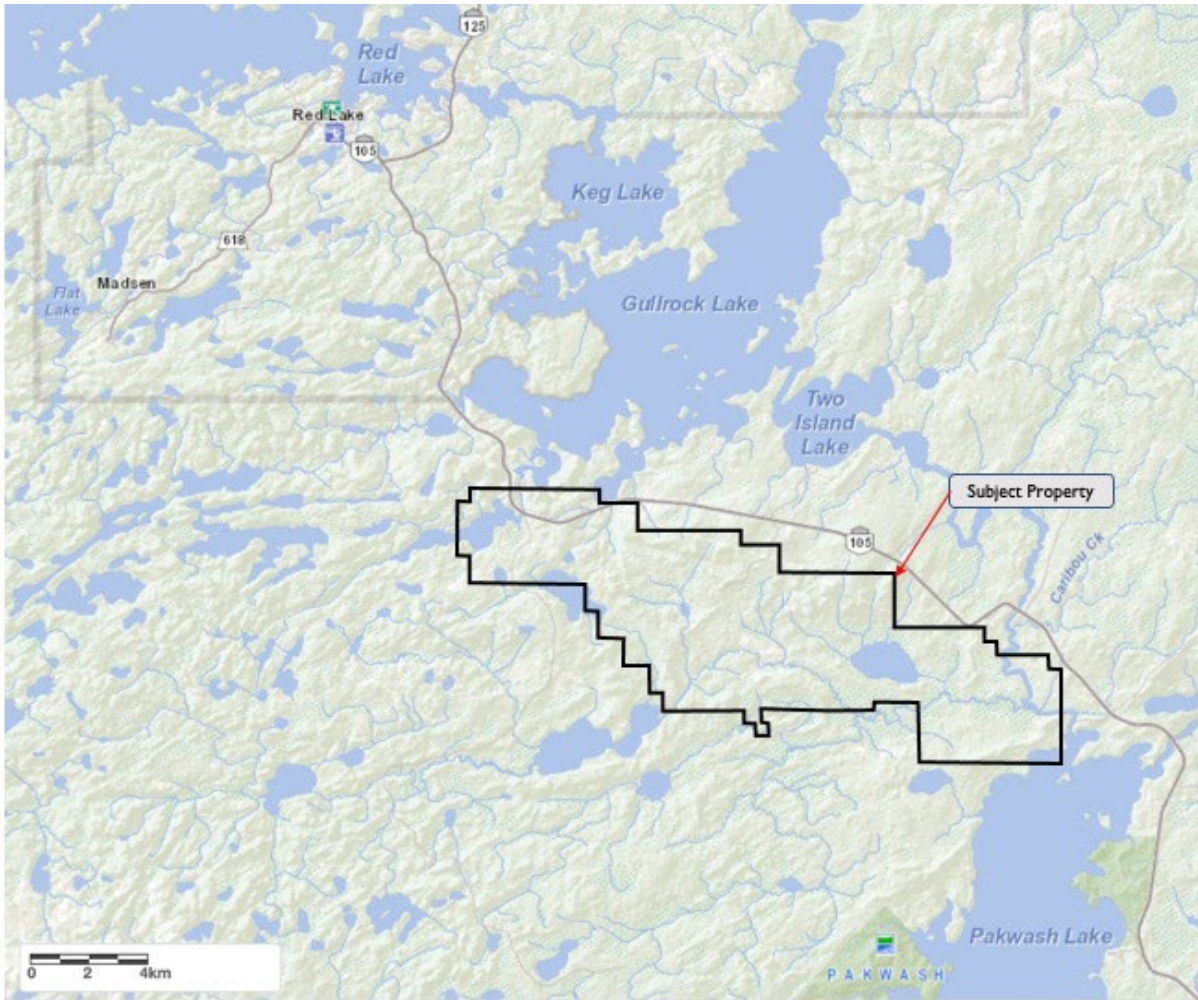 125
Red
Lake
Red Lake
105
Keg Lake
618
Madsen
Flat
Lake
Gullrock Lake
Two
Island
Lake
Subject Property
105
Caribou Ck
Pakwash Lake
PAKWASH
0 2 4km